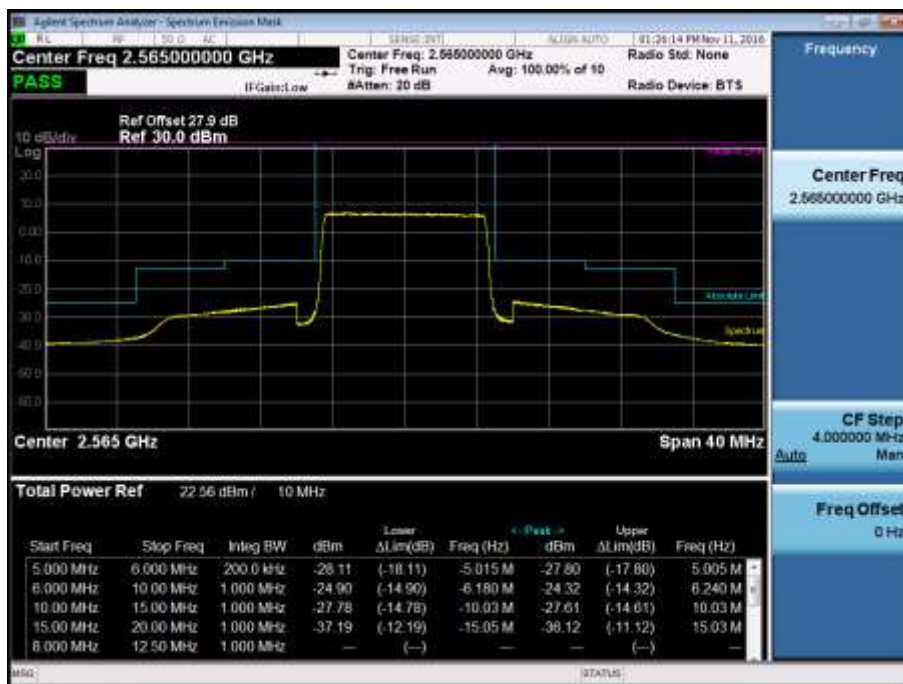 Agilent Spectrum Analyzer - Spectrum Emission Mask
RL RF 50 Ω AC SENSE:INT ALIGN AUTO 01:26:14 PM Nov 11, 2016
Center Freq 2.565000000 GHz
Center Freq: 2.565000000 GHz
Radio Std: None
Trig: Free Run Avg: 100.00% of 10
PASS
IFGain:Low
#Atten: 20 dB
Radio Device: BTS
Frequency
Ref Offset 27.9 dB
10 dB/div Ref 30.0 dBm
Log
20.0
10.0
0.00
-10.0
-20.0
-30.0
-40.0
-50.0
-60.0
Absolute Limit
Spectrum
Center 2.565 GHz Span 40 MHz
Center Freq
2.565000000 GHz
CF Step
4.000000 MHz
Auto Man
Freq Offset
0 Hz
Total Power Ref 22.56 dBm / 10 MHz
Lower <- Peak -> Upper
Start Freq Stop Freq Integ BW dBm ΔLim(dB) Freq (Hz) dBm ΔLim(dB) Freq (Hz)
5.000 MHz 6.000 MHz 200.0 kHz -28.11 (-18.11) -5.015 M -27.80 (-17.80) 5.005 M
6.000 MHz 10.00 MHz 1.000 MHz -24.90 (-14.90) -6.180 M -24.32 (-14.32) 6.240 M
10.00 MHz 15.00 MHz 1.000 MHz -27.78 (-14.78) -10.03 M -27.61 (-14.61) 10.03 M
15.00 MHz 20.00 MHz 1.000 MHz -37.19 (-12.19) -15.05 M -36.12 (-11.12) 15.03 M
8.000 MHz 12.50 MHz 1.000 MHz --- (---) --- --- (---) ---
MSG STATUS